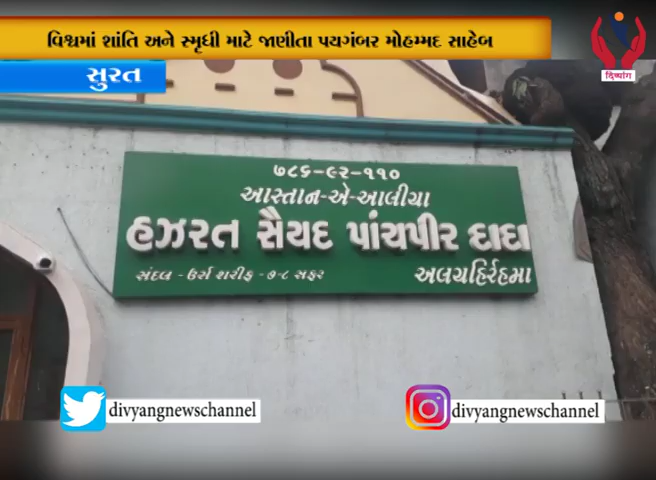 વિશ્વમાં શાંતિ અને સ્મૃધી માટે જાણીતા પયગંબર મોહમ્મદ સાહેબ
दिव्यांग
સુરત
૭૮૬-૯૨-૧૧૦
આસ્તાન-એ-આલીયા
હઝરત સૈયદ પાંચપીર દાદા
સંદલ - ઉર્સ શરીફ - ૭-૮ સફર
અલયહિર્રહમા
divyangnewschannel
divyangnewschannel